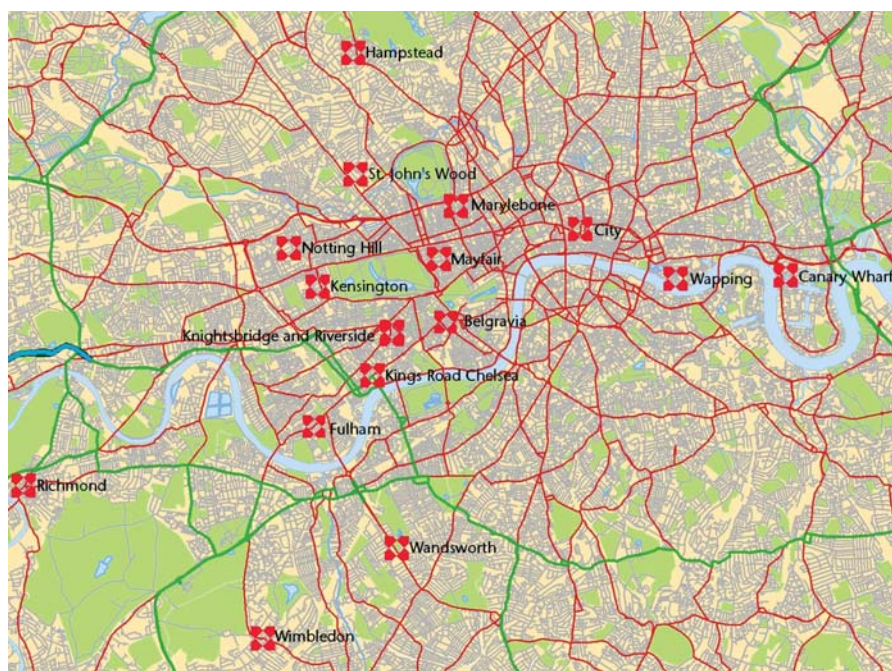 Hampstead
St. John's Wood
Marylebone
City
Notting Hill
Mayfair
Kensington
Wapping
Canary Wharf
Belgravia
Knightsbridge and Riverside
Kings Road Chelsea
Fulham
Richmond
Wandsworth
Wimbledon